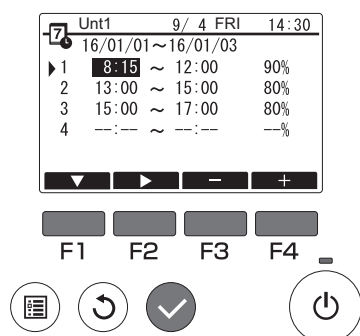 Unt1 9/ 4 FRI 14:30
7
16/01/01～16/01/03
1 8:15 ～ 12:00 90%
2 13:00 ～ 15:00 80%
3 15:00 ～ 17:00 80%
4 --:-- ～ --:-- --%
▼ ▶ − +
F1 F2 F3 F4